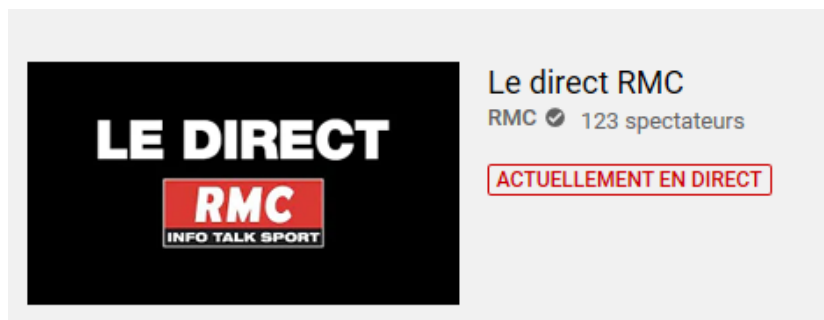 LE DIRECT
RMC
INFO TALK SPORT
Le direct RMC
RMC 123 spectateurs
ACTUELLEMENT EN DIRECT